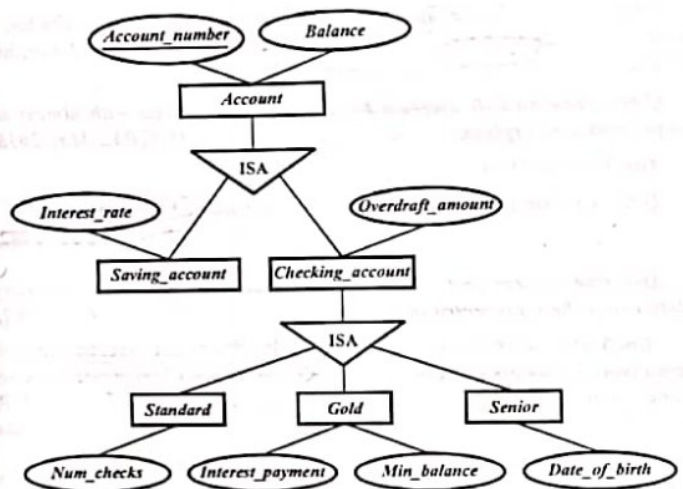 Account_number
Balance
Account
ISA
Interest_rate
Overdraft_amount
Saving_account
Checking_account
ISA
Standard
Gold
Senior
Num_checks
Interest_payment
Min_balance
Date_of_birth